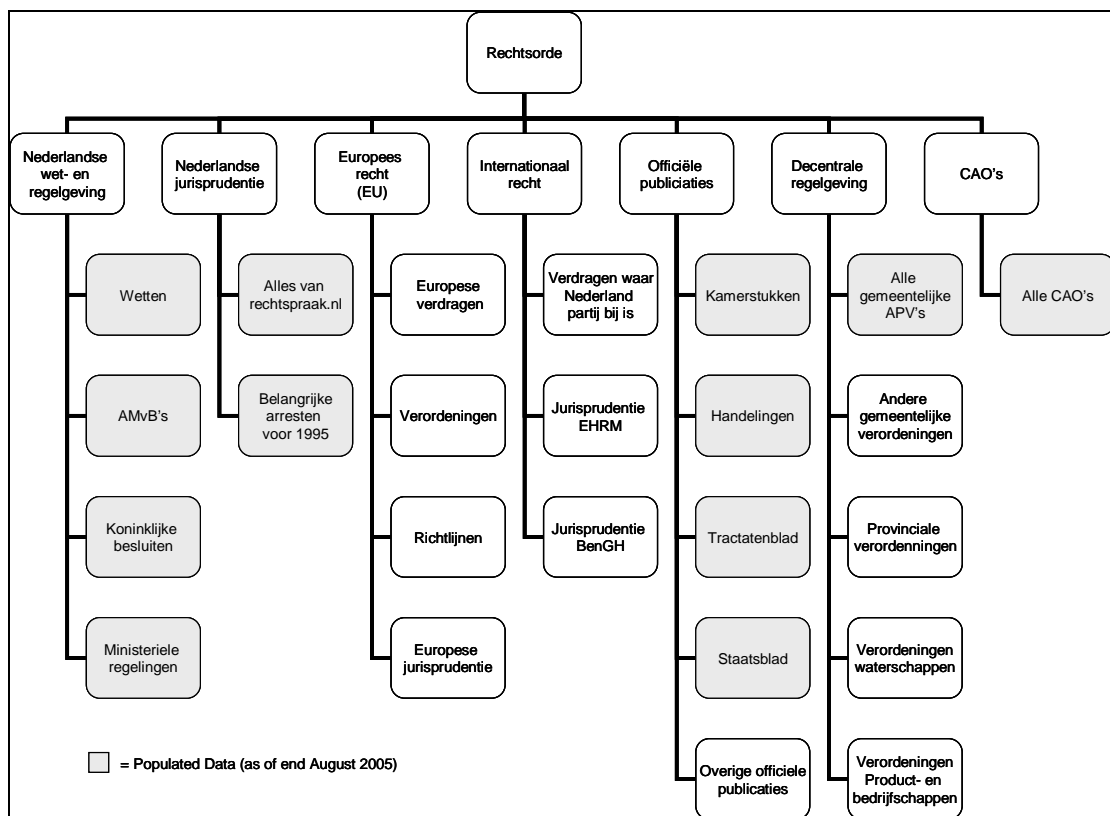 Rechtsorde
Nederlandse
wet- en
regelgeving
Nederlandse
jurisprudentie
Europees
recht
(EU)
Internationaal
recht
Officiële
publiciaties
Decentrale
regelgeving
CAO's
Wetten
Alles van
rechtspraak.nl
Europese
verdragen
Verdragen waar
Nederland
partij bij is
Kamerstukken
Alle
gemeentelijke
APV's
Alle CAO's
AMvB's
Belangrijke
arresten
voor 1995
Verordeningen
Jurisprudentie
EHRM
Handelingen
Andere
gemeentelijke
verordeningen
Koninklijke
besluiten
Richtlijnen
Jurisprudentie
BenGH
Tractatenblad
Provinciale
verordenningen
Ministeriele
regelingen
Europese
jurisprudentie
Staatsblad
Verordeningen
waterschappen
= Populated Data (as of end August 2005)
Overige officiele
publicaties
Verordeningen
Product- en
bedrijfschappen